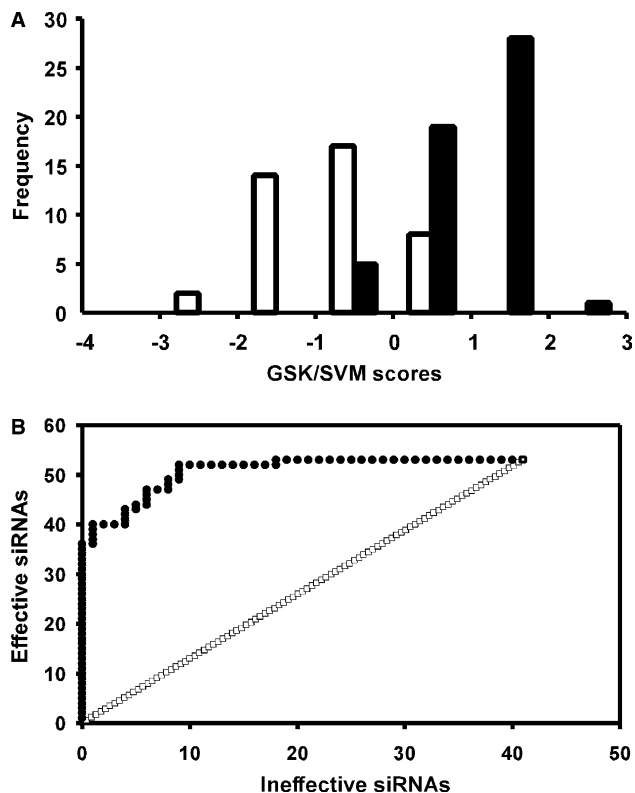 A
30
25
20
15
10
5
0
Frequency
-4 -3 -2 -1 0 1 2 3
GSK/SVM scores
B
60
50
40
30
20
10
0
Effective siRNAs
0 10 20 30 40 50
Ineffective siRNAs